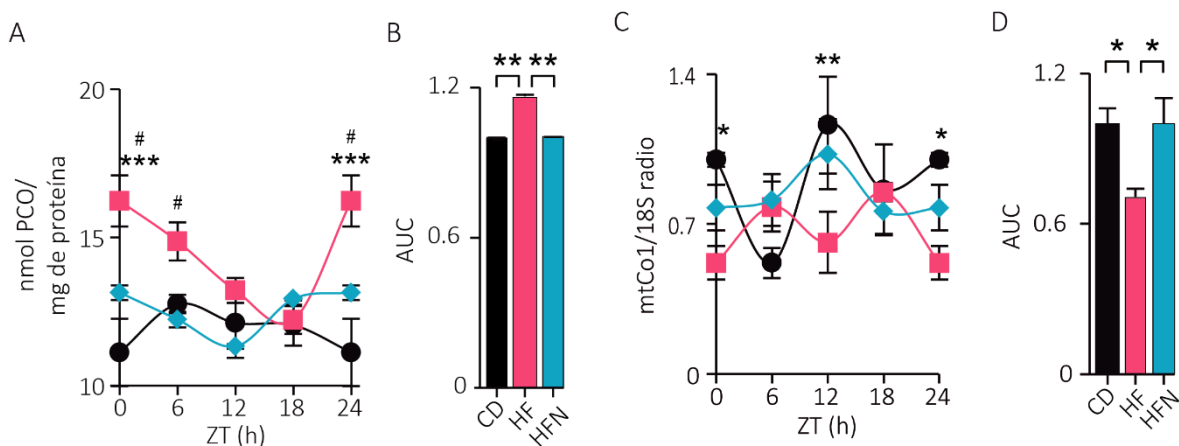 A
nmol PCO/
mg de proteína
20
15
10
#
***
#
#
***
0 6 12 18 24
ZT (h)
B
** **
AUC
1.2
0.6
0
CD HF HFN
C
mtCo1/18S radio
1.4
0.7
0
*
**
*
0 6 12 18 24
ZT (h)
D
* *
AUC
1.2
0.6
0
CD HF HFN